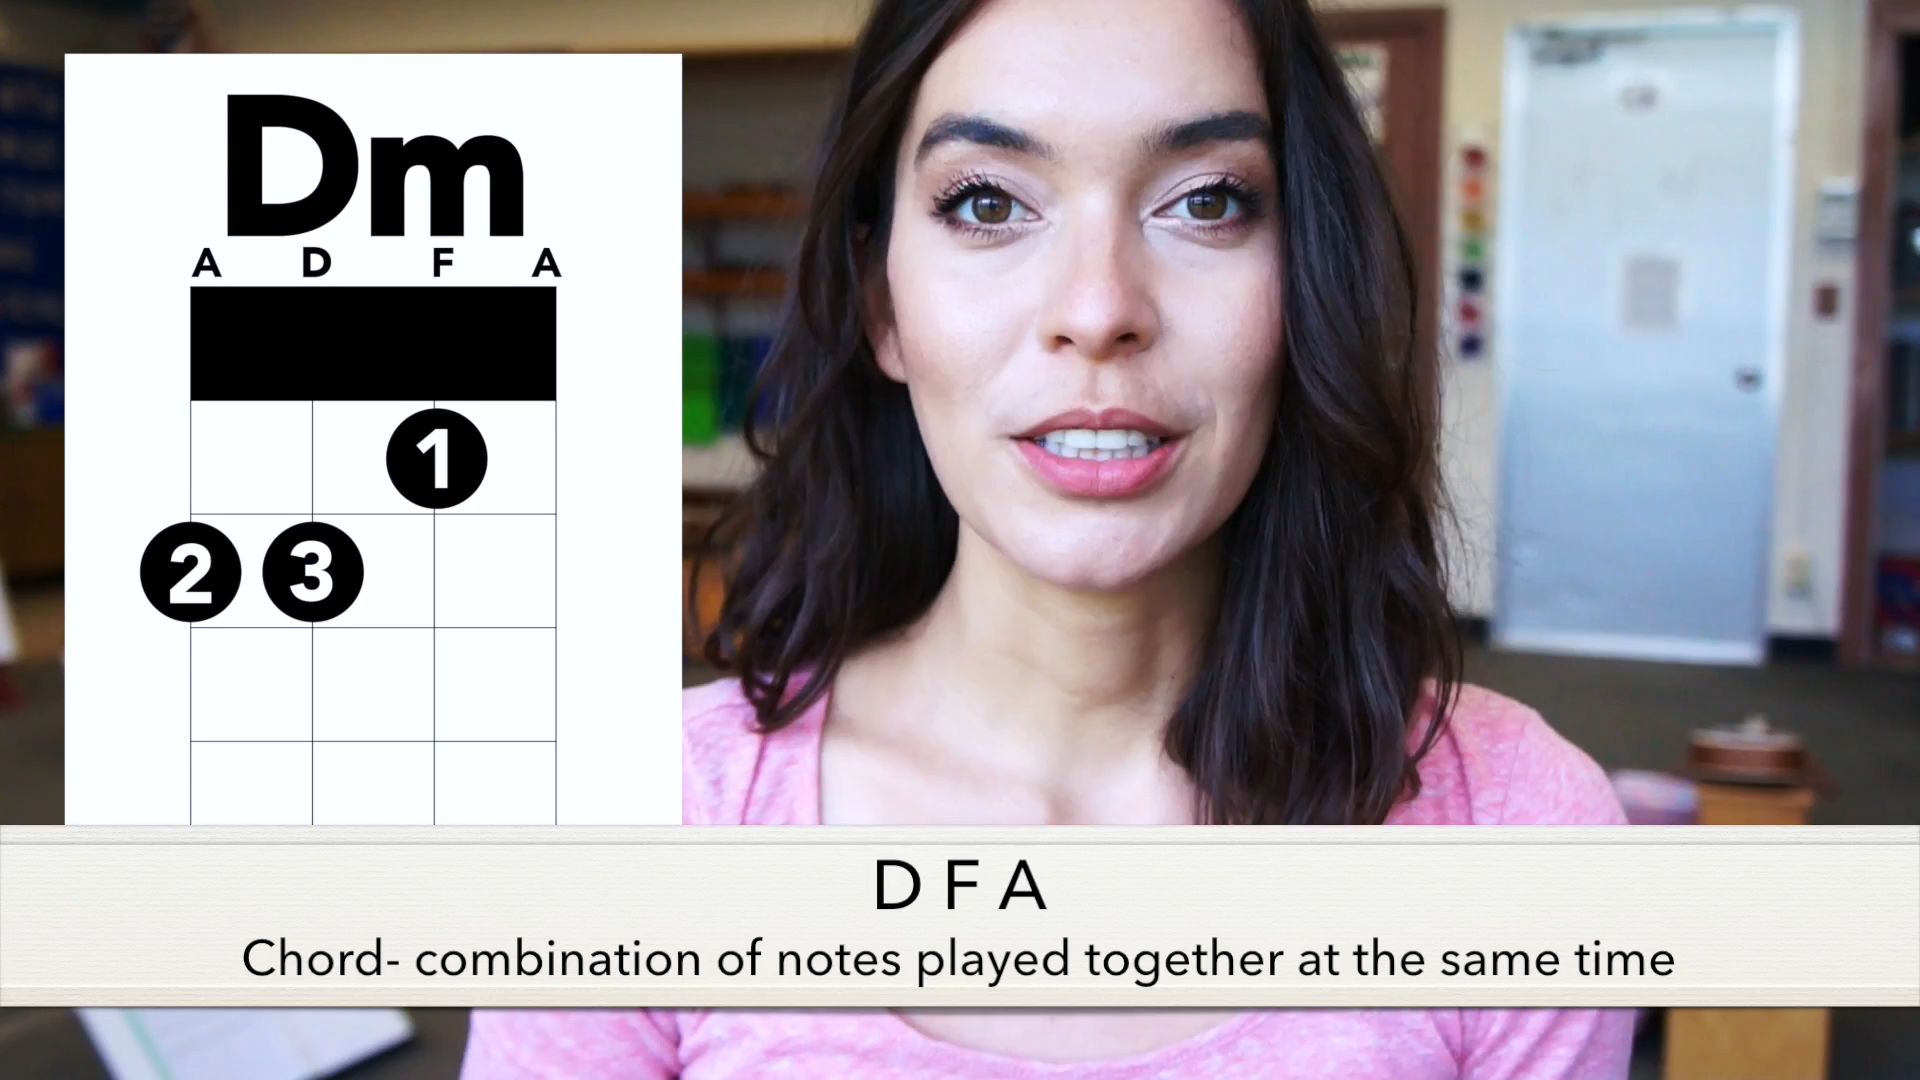 Dm
A D F A
1
2 3
D F A
Chord- combination of notes played together at the same time